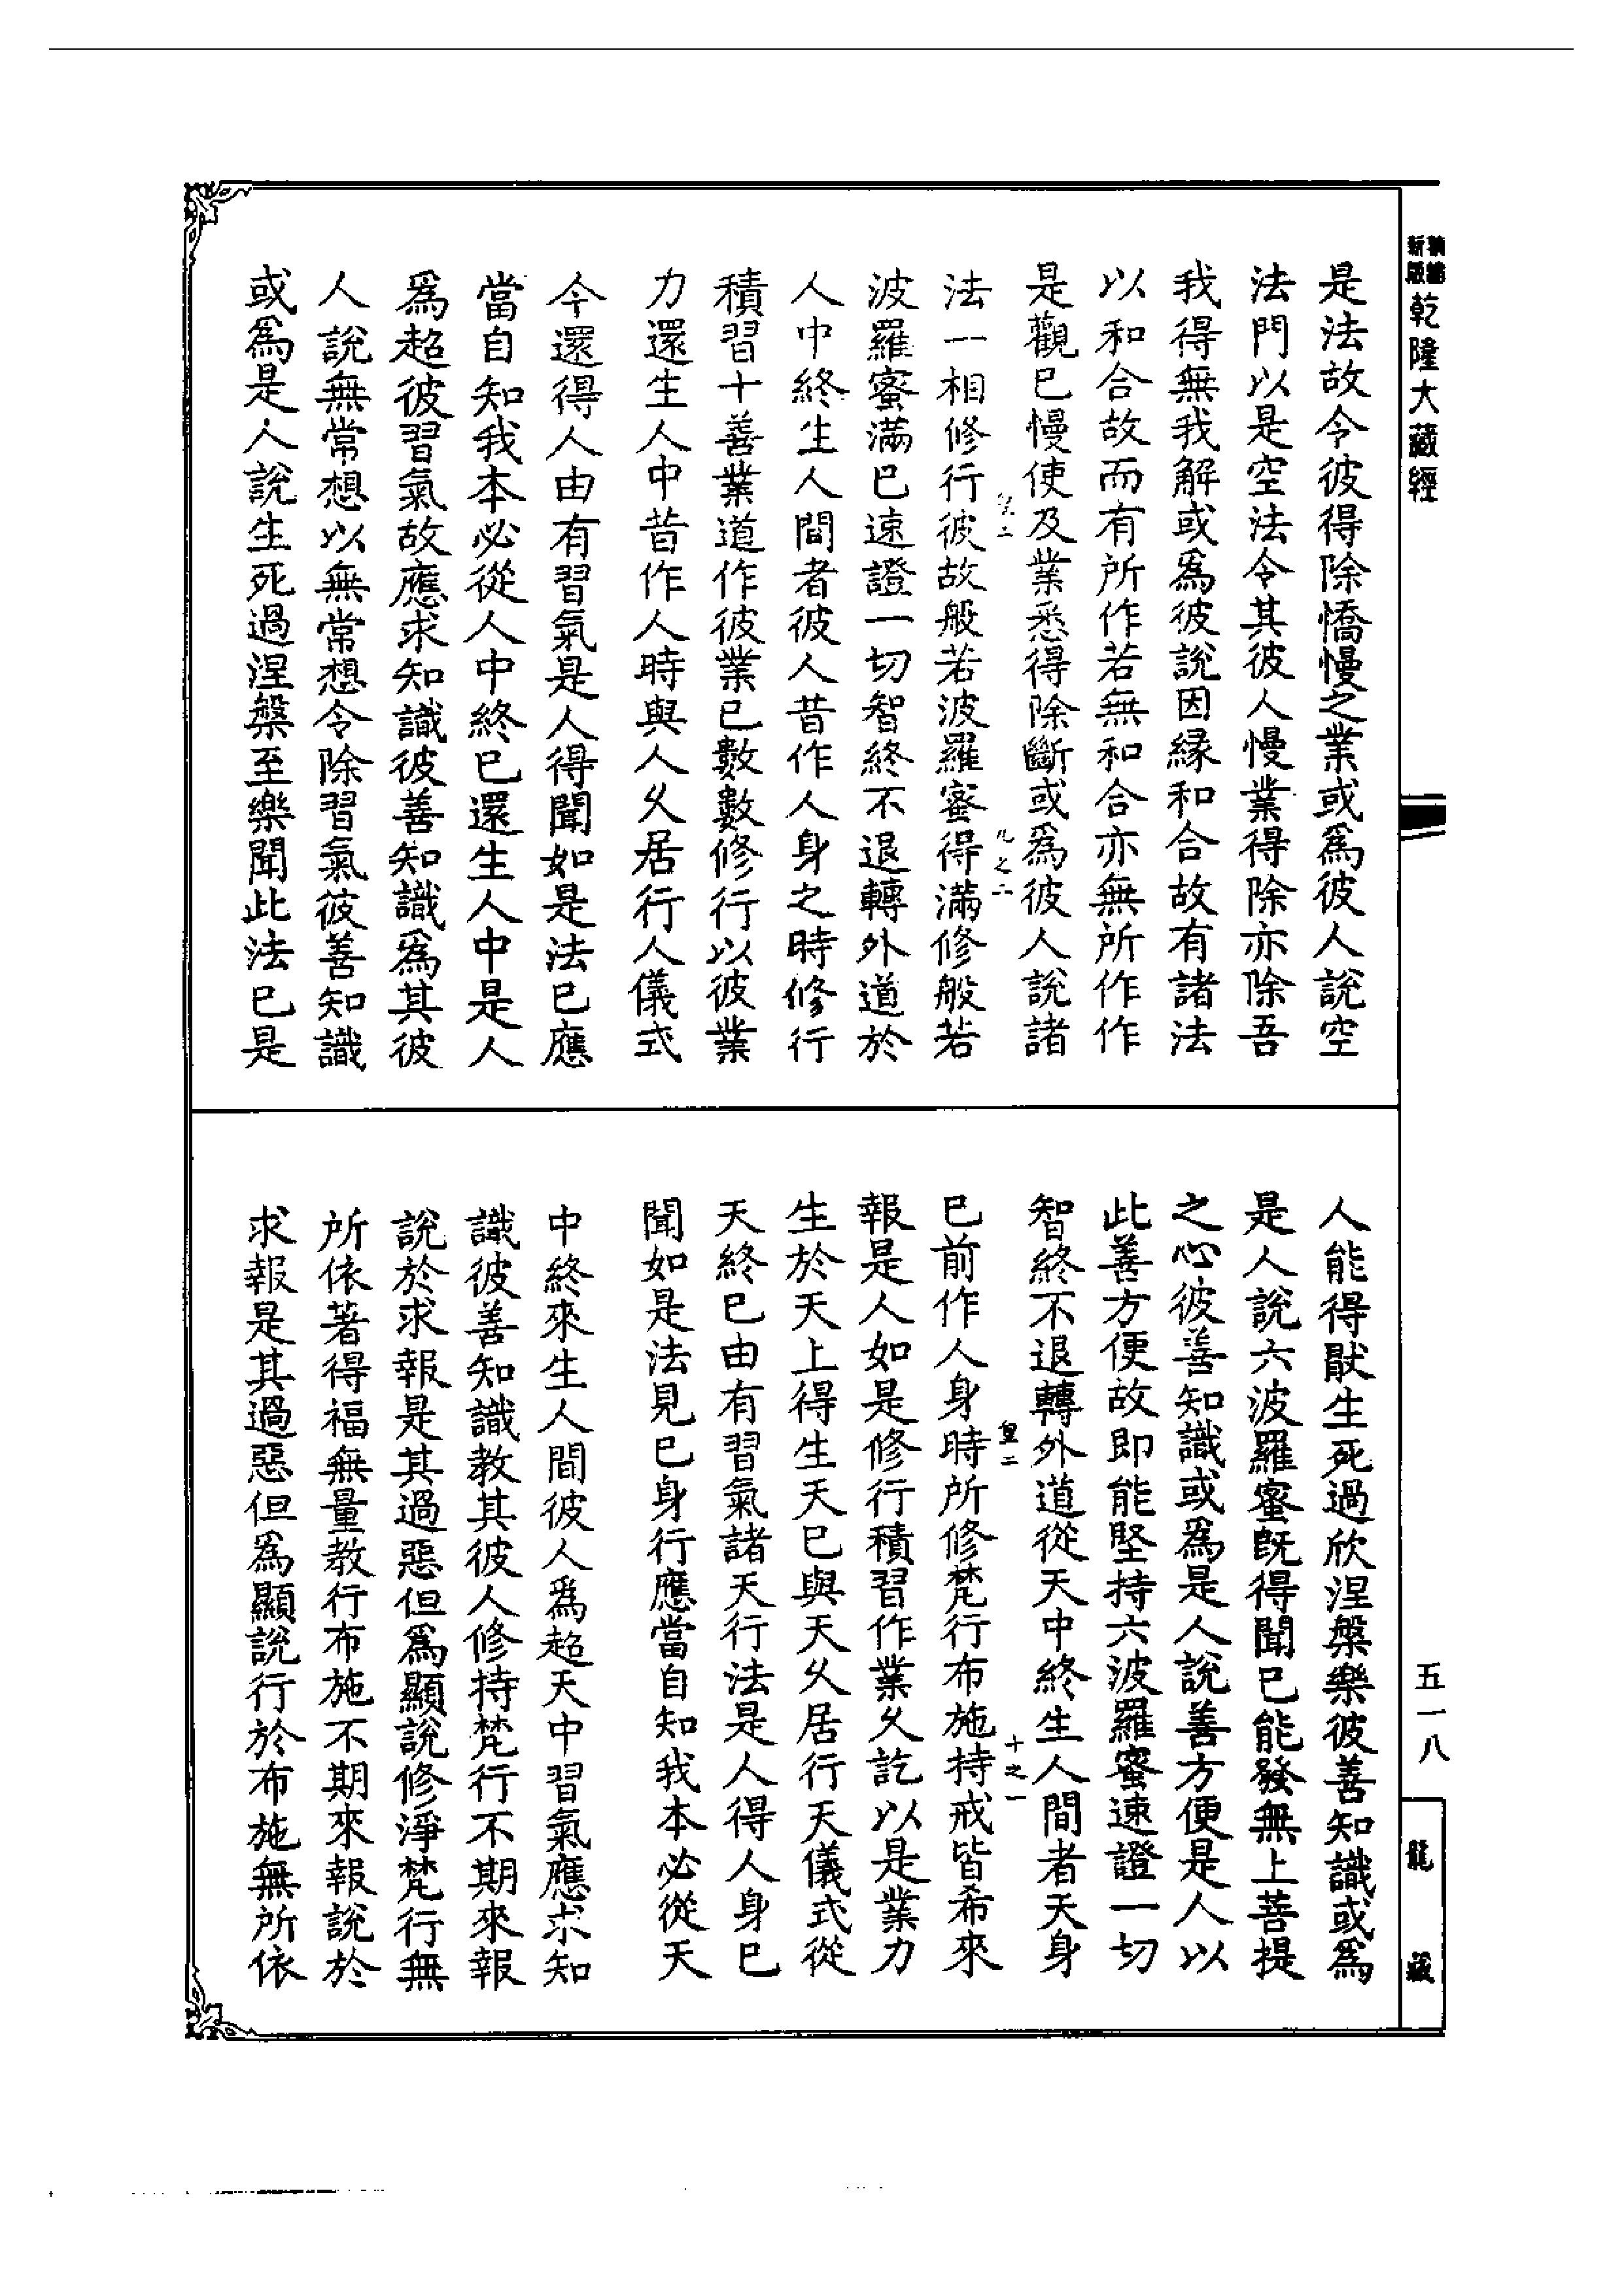 新版精縮乾隆大藏經
是法故令彼得除憍慢之業或爲彼人說空
法門以是空法令其彼人慢業得除亦除吾
我得無我解或爲彼說因緣和合故有諸法
以和合故而有所作若無和合亦無所作作
是觀已慢使及業悉得除斷或爲彼人說諸
法一相修行彼故般若波羅蜜得滿修般若
波羅蜜滿已速證一切智終不退轉外道於
人中終生人間者彼人昔作人身之時修行
積習十善業道作彼業已數數修行以彼業
力還生人中昔作人時與人久居行人儀式
今還得人由有習氣是人得聞如是法已應
當自知我本必從人中終已還生人中是人
爲超彼習氣故應求知識彼善知識爲其彼
人說無常想以無常想令除習氣彼善知識
或爲是人說生死過涅槃至樂聞此法已是
人能得猒生死過欣涅槃樂彼善知識或爲
是人說六波羅蜜既得聞已能發無上菩提
之心彼善知識或爲是人說善方便是人以
此善方便故即能堅持六波羅蜜速證一切
智終不退轉外道從天中終生人間者天身
已前作人身時所修梵行布施持戒皆希來
報是人如是修行積習作業久訖以是業力
生於天上得生天已與天久居行天儀式從
天終已由有習氣諸天行法是人得人身已
聞如是法見已身行應當自知我本必從天
中終來生人間彼人爲超天中習氣應求知
識彼善知識教其彼人修持梵行不期來報
說於求報是其過惡但爲顯說修淨梵行無
所依著得福無量教行布施不期來報說於
求報是其過惡但爲顯說行於布施無所依
五一八
龍藏